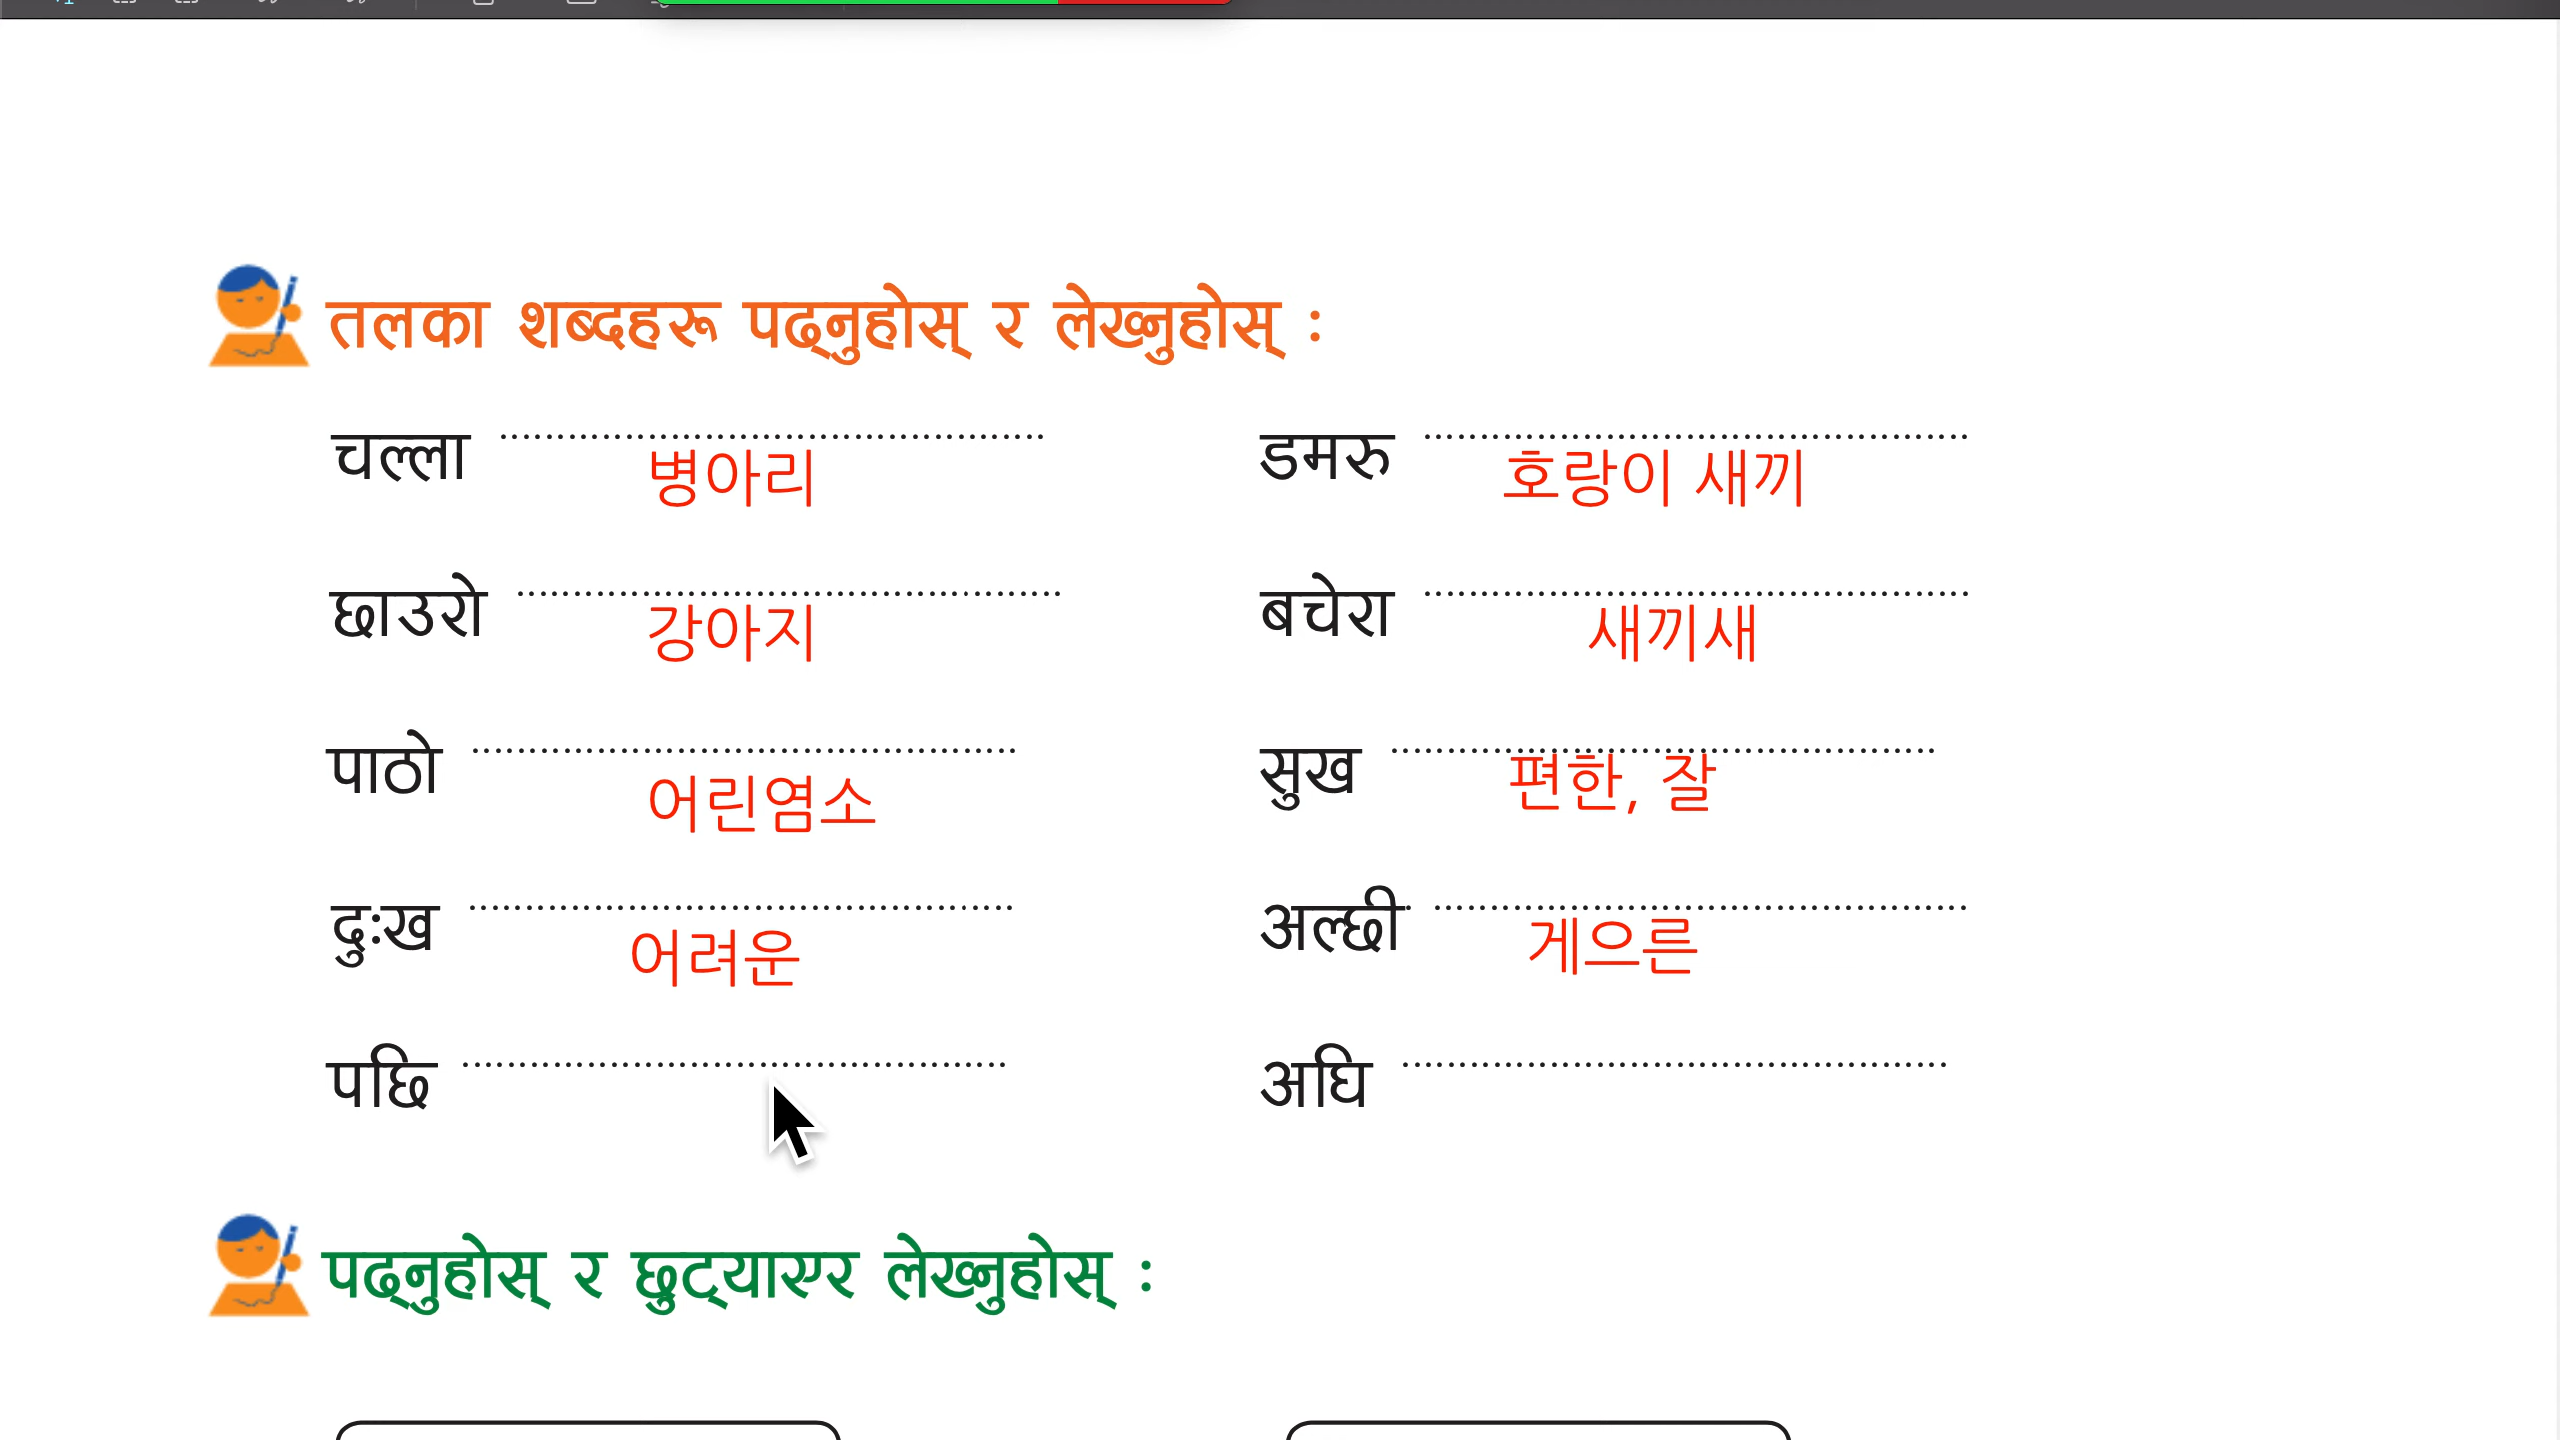 तलका शब्दहरू पढ्नुहोस् र लेख्नुहोस् :
चल्ला ........ 병아리 डमरु ........ 호랑이 새끼
छाउरो ........ 강아지 बचेरा ........ 새끼새
पाठो ........ 어린염소 सुख ........ 편한, 잘
दुःख ........ 어려운 अल्छी ........ 게으른
पछि ........ अघि ........
पढ्नुहोस् र छुट्याएर लेख्नुहोस् :